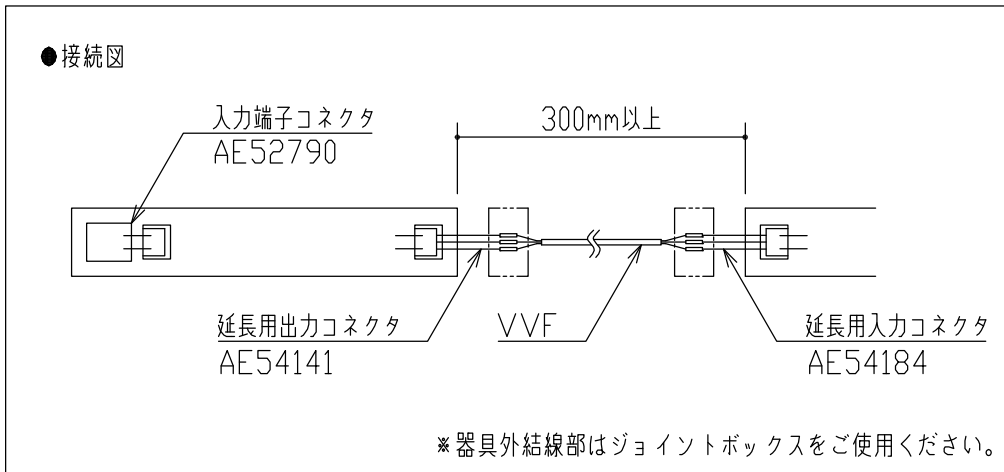 ●接続図
入力端子コネクタ
AE52790
300mm以上
延長用出力コネクタ
AE54141
VVF
延長用入力コネクタ
AE54184
※器具外結線部はジョイントボックスをご使用ください。